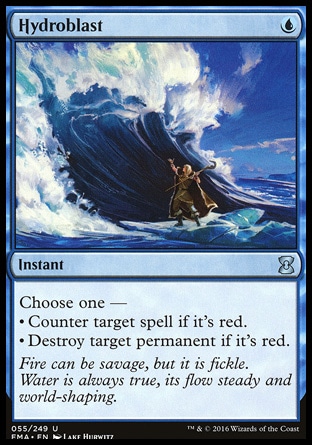 Hydroblast
Instant
Choose one —
• Counter target spell if it's red.
• Destroy target permanent if it's red.
Fire can be savage, but it is fickle.
Water is always true, its flow steady and
world-shaping.
055/249 U
EMA • EN Lake Hurwitz
™ & © 2016 Wizards of the Coast